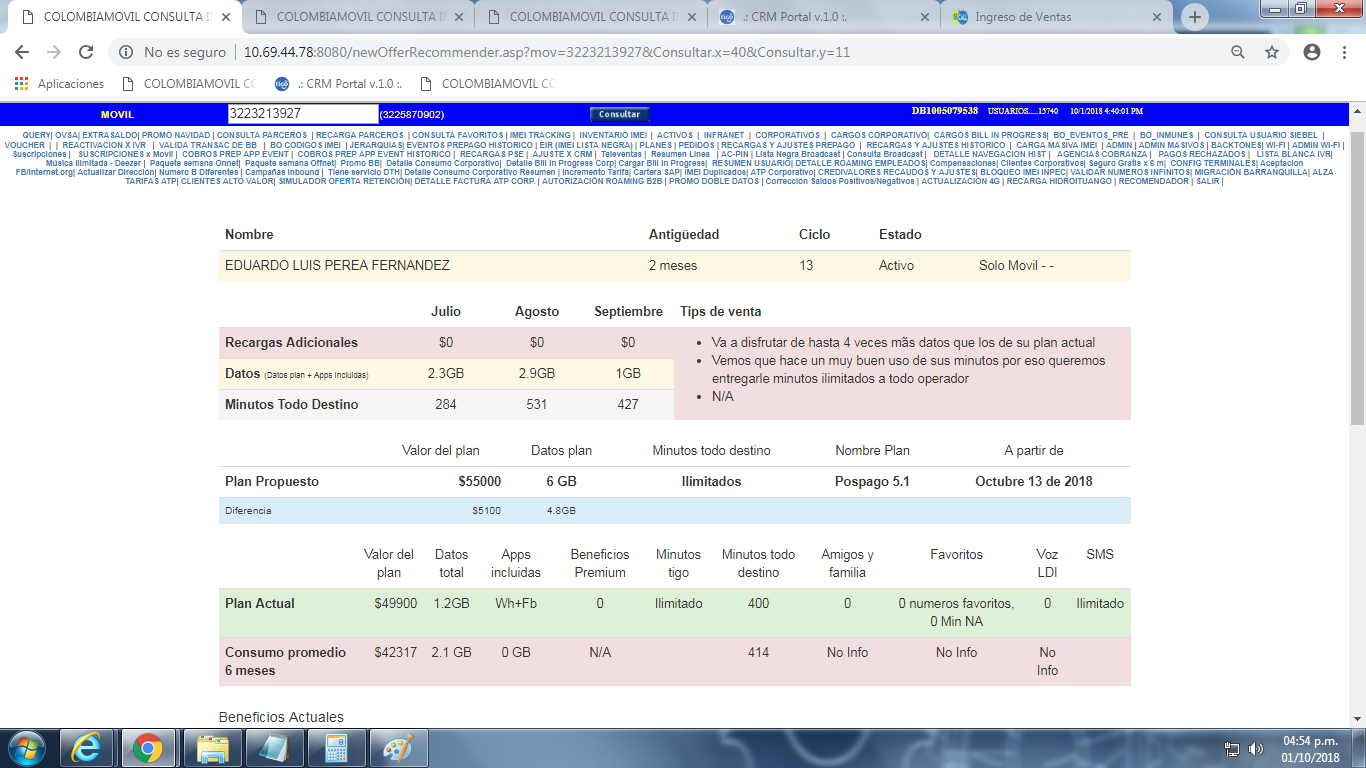 COLOMBIAMOVIL CONSULTA I
COLOMBIAMOVIL CONSULTA I
COLOMBIAMOVIL CONSULTA I
.: CRM Portal v.1.0 :.
Ingreso de Ventas
No es seguro | 10.69.44.78:8080/newOfferRecommender.asp?mov=3223213927&Consultar.x=40&Consultar.y=11
Aplicaciones
COLOMBIAMOVIL CO
.: CRM Portal v.1.0 :.
COLOMBIAMOVIL CO
MOVIL 3223213927 (3225870902) Consultar DB1005079538 USUARIOS.....15740 10/1/2018 4:40:01 PM
QUERY| OVSA| EXTRASALDO| PROMO NAVIDAD | CONSULTA PARCEROS | RECARGA PARCEROS | CONSULTA FAVORITOS | IMEI TRACKING | INVENTARIO IMEI | ACTIVOS | INFRANET | CORPORATIVOS | CARGOS CORPORATIVO| CARGOS BILL IN PROGRESS| BO_EVENTOS_PRE | BO_INMUNES | CONSULTA USUARIO SIEBEL |
VOUCHER | | REACTIVACION X IVR | VALIDA TRANSAC DE BB | BO CODIGOS IMEI | JERARQUIAS| EVENTOS PREPAGO HISTORICO | EIR (IMEI LISTA NEGRA) | PLANES | PEDIDOS | RECARGAS Y AJUSTES PREPAGO | RECARGAS Y AJUSTES HISTORICO | CARGA MASIVA IMEI | ADMIN | ADMIN MASIVOS | BACKTONES| WI-FI | ADMIN WI-FI |
Suscripciones | SUSCRIPCIONES x Movil | COBROS PREP APP EVENT | COBROS PREP APP EVENT HISTORICO | RECARGAS PSE | AJUSTE X CRM | Televentas | Resumen Linea | AC-PIN | Lista Negra Broadcast | Consulta Broadcast | DETALLE NAVEGACION HIST | AGENCIAS COBRANZA | PAGOS RECHAZADOS | LISTA BLANCA IVR|
Musica Ilimitada - Deezer | Paquete semana Onnet| Paquete semana Offnet| Promo BB| Detalle Consumo Corporativo| Detalle Bill In Progress Corp| Cargar Bill In Progress| RESUMEN USUARIO| DETALLE ROAMING EMPLEADOS| Compensaciones| Clientes Corporativos| Seguro Gratis x 6 m| CONFIG TERMINALES| Aceptacion
FB/Internet.org| Actualizar Dirección| Numero B Diferentes | Campañas Inbound | Tiene servicio DTH| Detalle Consumo Corporativo Resumen | Incremento Tarifa| Cartera SAP| IMEI Duplicados| ATP Corporativo| CREDIVALORES RECAUDOS Y AJUSTES| BLOQUEO IMEI INPEC| VALIDAR NUMEROS INFINITOS| MIGRACIÓN BARRANQUILLA| ALZA
TARIFAS ATP| CLIENTES ALTO VALOR| SIMULADOR OFERTA RETENCIÓN| DETALLE FACTURA ATP CORP. | AUTORIZACIÓN ROAMING B2B | PROMO DOBLE DATOS | Corrección Saldos Positivos/Negativos | ACTUALIZACIÓN 4G | RECARGA HIDROITUANGO | RECOMENDADOR | SALIR |
Nombre Antigüedad Ciclo Estado
EDUARDO LUIS PEREA FERNANDEZ 2 meses 13 Activo Solo Movil - -
Julio Agosto Septiembre Tips de venta
Recargas Adicionales $0 $0 $0
Datos (Datos plan + Apps Incluidas) 2.3GB 2.9GB 1GB
Minutos Todo Destino 284 531 427
• Va a disfrutar de hasta 4 veces mãs datos que los de su plan actual
• Vemos que hace un muy buen uso de sus minutos por eso queremos
entregarle minutos ilimitados a todo operador
• N/A
Valor del plan Datos plan Minutos todo destino Nombre Plan A partir de
Plan Propuesto $55000 6 GB Ilimitados Pospago 5.1 Octubre 13 de 2018
Diferencia $5100 4.8GB
Valor del Datos Apps Beneficios Minutos Minutos todo Amigos y Favoritos Voz SMS
plan total incluidas Premium tigo destino familia LDI
Plan Actual $49900 1.2GB Wh+Fb 0 Ilimitado 400 0 0 numeros favoritos, 0 Ilimitado
0 Min NA
Consumo promedio $42317 2.1 GB 0 GB N/A 414 No Info No Info No
6 meses Info
Beneficios Actuales
04:54 p.m.
01/10/2018